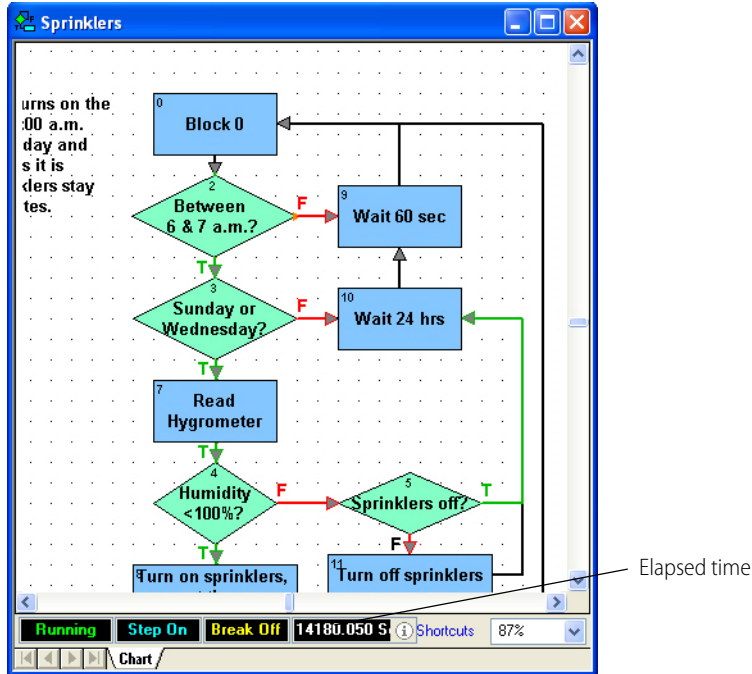 Sprinklers
urns on the
:00 a.m.
day and
s it is
klers stay
tes.
0
Block 0
2
Between
6 & 7 a.m.?
F
9
Wait 60 sec
T
3
Sunday or
Wednesday?
F
10
Wait 24 hrs
T
7
Read
Hygrometer
T
4
Humidity
<100%?
F
5
Sprinklers off?
T
T
F
8
Turn on sprinklers,
11
Turn off sprinklers
Elapsed time
Running
Step On
Break Off
14180.050 S
Shortcuts
87%
Chart